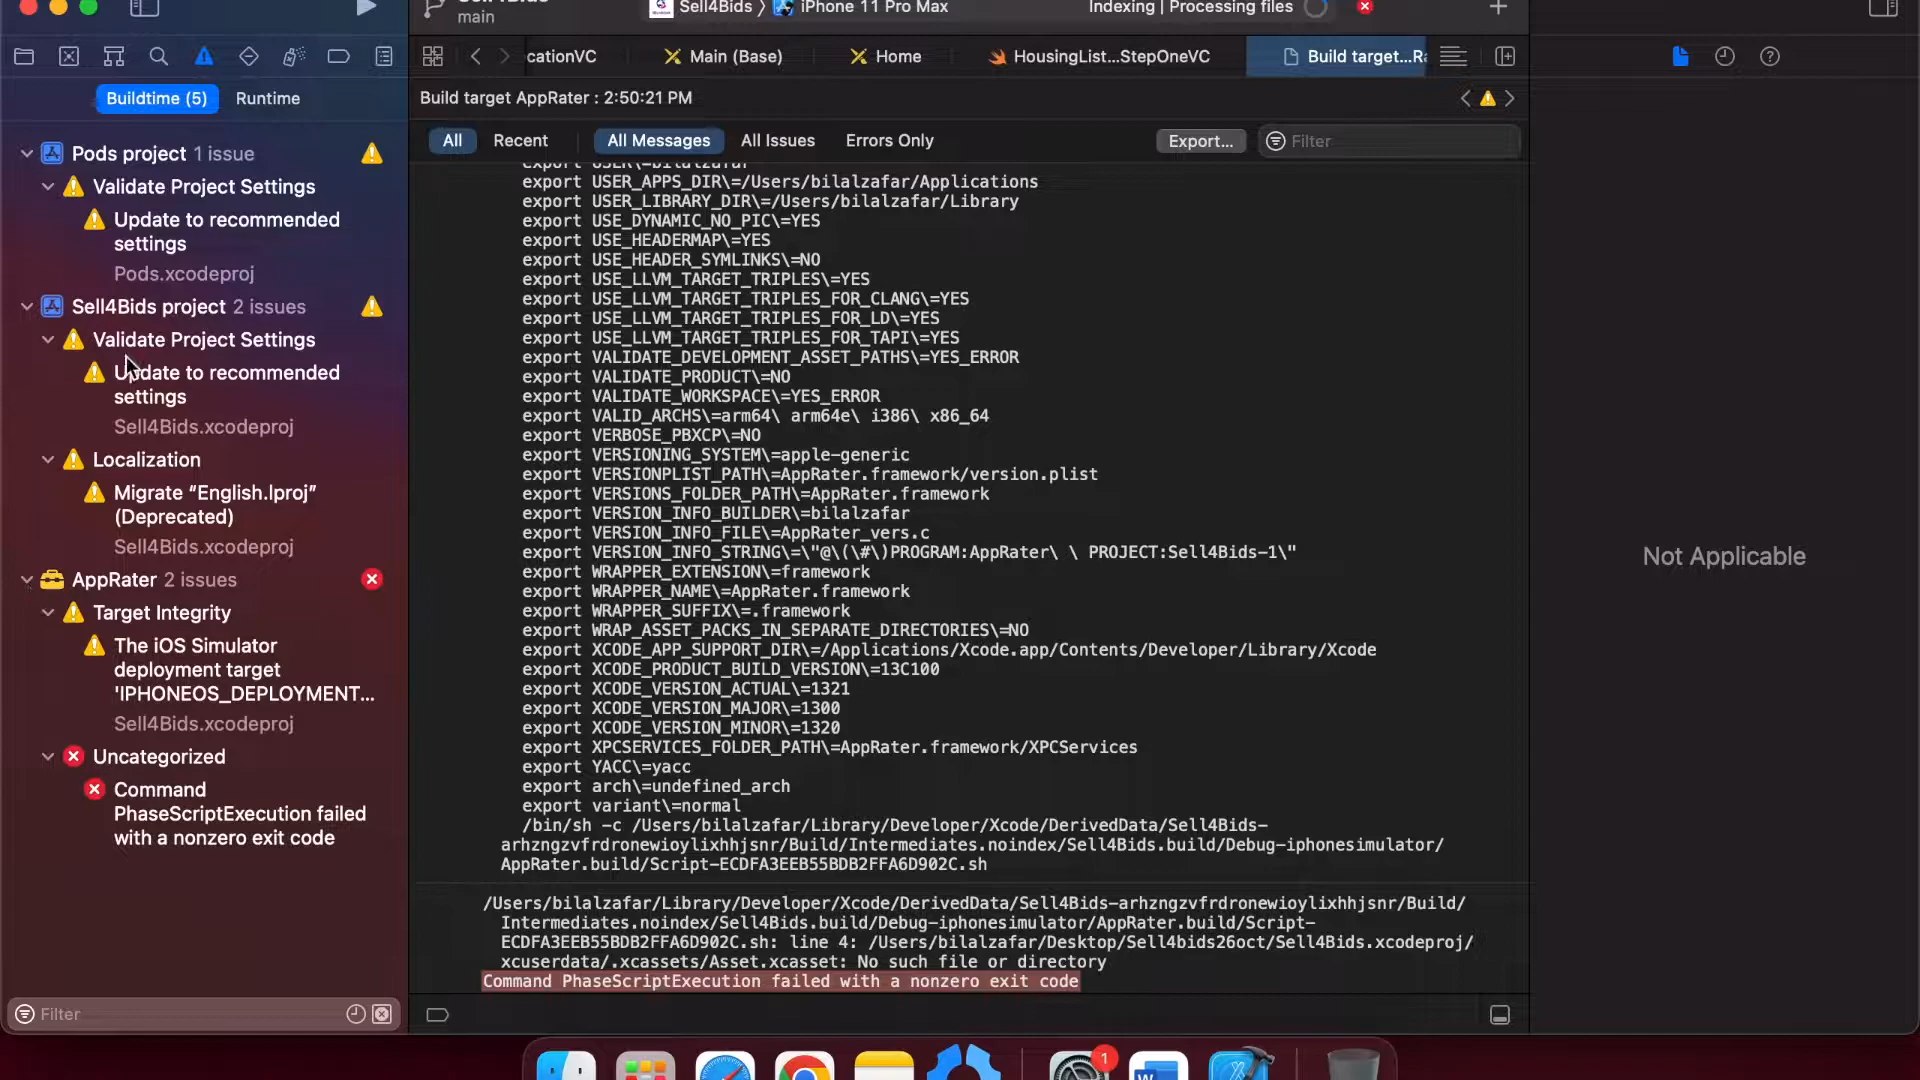 main
Sell4Bids
iPhone 11 Pro Max
Indexing | Processing files
cationVC
Main (Base)
Home
HousingList...StepOneVC
Build target...Ra
Buildtime (5)
Runtime
Build target AppRater : 2:50:21 PM
All
Recent
All Messages
All Issues
Errors Only
Export...
Filter
Pods project 1 issue
Validate Project Settings
Update to recommended
settings
Pods.xcodeproj
Sell4Bids project 2 issues
Validate Project Settings
Update to recommended
settings
Sell4Bids.xcodeproj
Localization
Migrate “English.lproj”
(Deprecated)
Sell4Bids.xcodeproj
AppRater 2 issues
Target Integrity
The iOS Simulator
deployment target
'IPHONEOS_DEPLOYMENT...
Sell4Bids.xcodeproj
Uncategorized
Command
PhaseScriptExecution failed
with a nonzero exit code
Filter
export USER\=bilalzafar
export USER_APPS_DIR\=/Users/bilalzafar/Applications
export USER_LIBRARY_DIR\=/Users/bilalzafar/Library
export USE_DYNAMIC_NO_PIC\=YES
export USE_HEADERMAP\=YES
export USE_HEADER_SYMLINKS\=NO
export USE_LLVM_TARGET_TRIPLES\=YES
export USE_LLVM_TARGET_TRIPLES_FOR_CLANG\=YES
export USE_LLVM_TARGET_TRIPLES_FOR_LD\=YES
export USE_LLVM_TARGET_TRIPLES_FOR_TAPI\=YES
export VALIDATE_DEVELOPMENT_ASSET_PATHS\=YES_ERROR
export VALIDATE_PRODUCT\=NO
export VALIDATE_WORKSPACE\=YES_ERROR
export VALID_ARCHS\=arm64\ arm64e\ i386\ x86_64
export VERBOSE_PBXCP\=NO
export VERSIONING_SYSTEM\=apple-generic
export VERSIONPLIST_PATH\=AppRater.framework/version.plist
export VERSIONS_FOLDER_PATH\=AppRater.framework
export VERSION_INFO_BUILDER\=bilalzafar
export VERSION_INFO_FILE\=AppRater_vers.c
export VERSION_INFO_STRING\=\"@\(\#\)PROGRAM:AppRater\ \ PROJECT:Sell4Bids-1\"
export WRAPPER_EXTENSION\=framework
export WRAPPER_NAME\=AppRater.framework
export WRAPPER_SUFFIX\=.framework
export WRAP_ASSET_PACKS_IN_SEPARATE_DIRECTORIES\=NO
export XCODE_APP_SUPPORT_DIR\=/Applications/Xcode.app/Contents/Developer/Library/Xcode
export XCODE_PRODUCT_BUILD_VERSION\=13C100
export XCODE_VERSION_ACTUAL\=1321
export XCODE_VERSION_MAJOR\=1300
export XCODE_VERSION_MINOR\=1320
export XPCSERVICES_FOLDER_PATH\=AppRater.framework/XPCServices
export YACC\=yacc
export arch\=undefined_arch
export variant\=normal
/bin/sh -c /Users/bilalzafar/Library/Developer/Xcode/DerivedData/Sell4Bids-
arhzngzvfrdronewioylixhhjsnr/Build/Intermediates.noindex/Sell4Bids.build/Debug-iphonesimulator/
AppRater.build/Script-ECDFA3EEB55BDB2FFA6D902C.sh
/Users/bilalzafar/Library/Developer/Xcode/DerivedData/Sell4Bids-arhzngzvfrdronewioylixhhjsnr/Build/
Intermediates.noindex/Sell4Bids.build/Debug-iphonesimulator/AppRater.build/Script-
ECDFA3EEB55BDB2FFA6D902C.sh: line 4: /Users/bilalzafar/Desktop/Sell4bids26oct/Sell4Bids.xcodeproj/
xcuserdata/.xcassets/Asset.xcasset: No such file or directory
Command PhaseScriptExecution failed with a nonzero exit code
Not Applicable
1